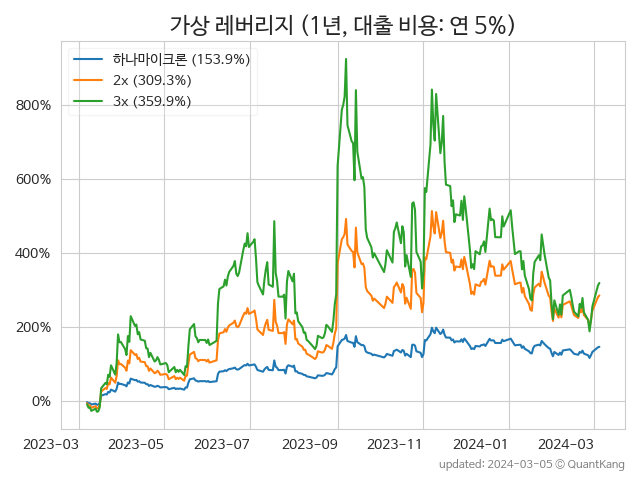 가상 레버리지 (1년, 대출 비용: 연 5%)
하나마이크론 (153.9%)
2x (309.3%)
3x (359.9%)
800%
600%
400%
200%
0%
2023-03
2023-05
2023-07
2023-09
2023-11
2024-01
2024-03
updated: 2024-03-05 © QuantKang